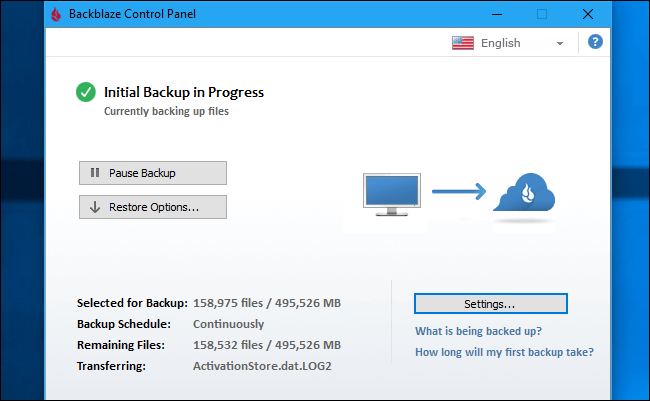 Backblaze Control Panel
English
?
Initial Backup in Progress
Currently backing up files
Pause Backup
Restore Options...
Selected for Backup: 158,975 files / 495,526 MB
Backup Schedule: Continuously
Remaining Files: 158,532 files / 495,526 MB
Transferring: ActivationStore.dat.LOG2
Settings...
What is being backed up?
How long will my first backup take?